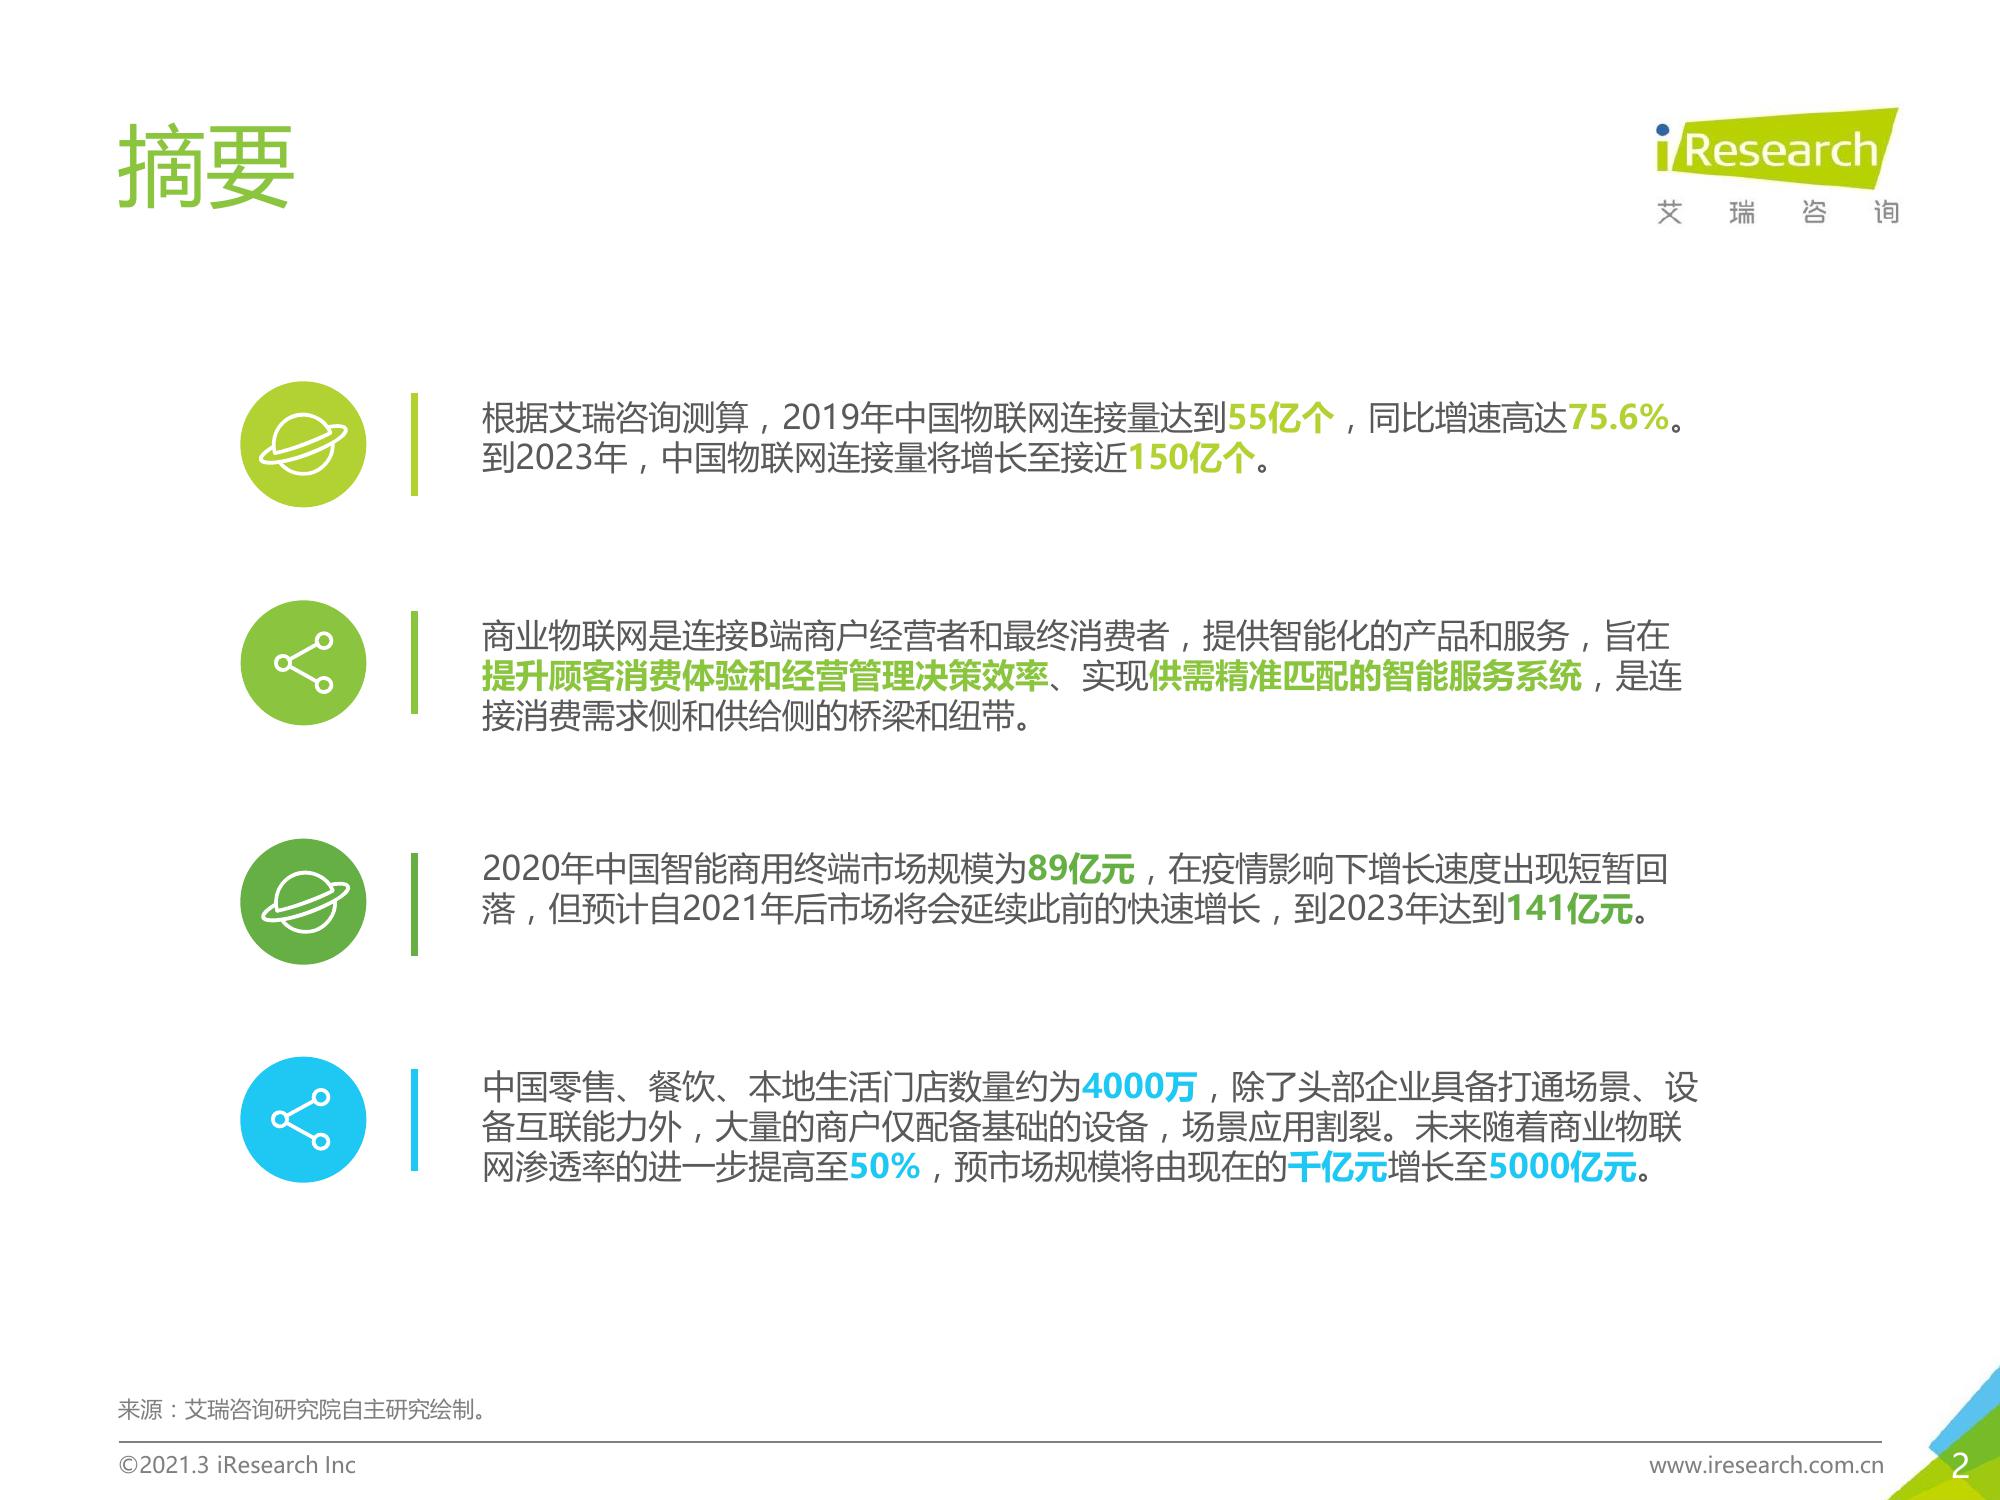 摘要
iResearch
艾瑞咨询
根据艾瑞咨询测算，2019年中国物联网连接量达到55亿个，同比增速高达75.6%。
到2023年，中国物联网连接量将增长至接近150亿个。
商业物联网是连接B端商户经营者和最终消费者，提供智能化的产品和服务，旨在
提升顾客消费体验和经营管理决策效率、实现供需精准匹配的智能服务系统，是连
接消费需求侧和供给侧的桥梁和纽带。
2020年中国智能商用终端市场规模为89亿元，在疫情影响下增长速度出现短暂回
落，但预计自2021年后市场将会延续此前的快速增长，到2023年达到141亿元。
中国零售、餐饮、本地生活门店数量约为4000万，除了头部企业具备打通场景、设
备互联能力外，大量的商户仅配备基础的设备，场景应用割裂。未来随着商业物联
网渗透率的进一步提高至50%，预市场规模将由现在的千亿元增长至5000亿元。
来源：艾瑞咨询研究院自主研究绘制。
©2021.3 iResearch Inc
www.iresearch.com.cn
2